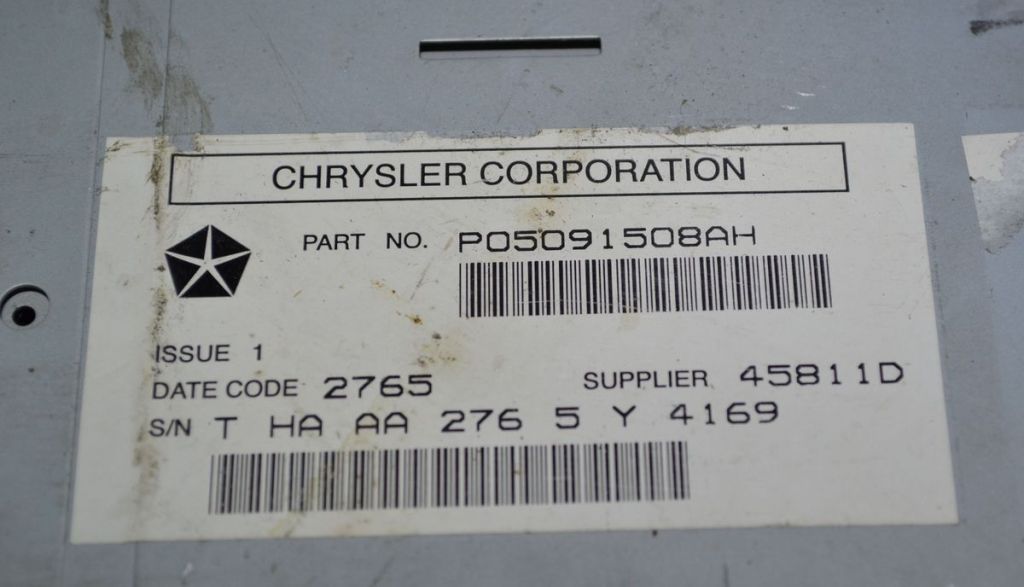 CHRYSLER CORPORATION
PART NO. P05091508AH
ISSUE 1
DATE CODE 2765
SUPPLIER 45811D
S/N T HA AA 276 5 Y 4169